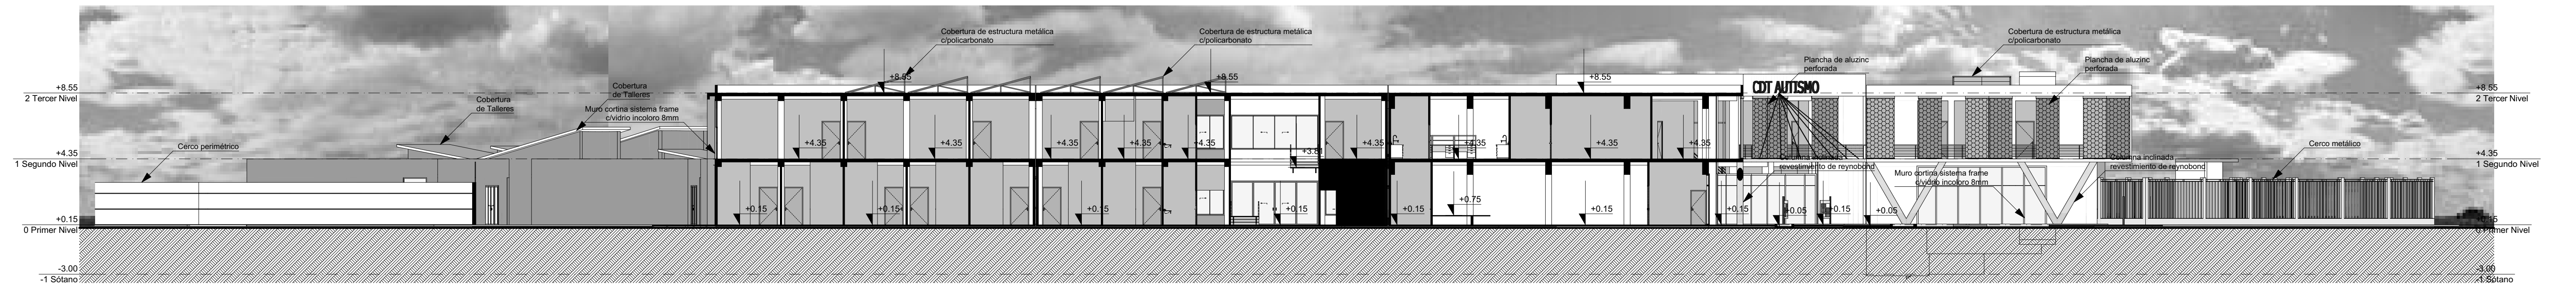 Cobertura de estructura metálica
c/policarbonato
Cobertura de estructura metálica
c/policarbonato
Cobertura de estructura metálica
c/policarbonato
Plancha de aluzinc
perforada
Plancha de aluzinc
perforada
CDT AUTISMO
+8.55
2 Tercer Nivel
+8.55
+8.55
+8.55
+8.55
2 Tercer Nivel
Cobertura
de Talleres
Cobertura
de Talleres
Muro cortina sistema frame
c/vidrio incoloro 8mm
Cerco perimétrico
Cerco metálico
+4.35
1 Segundo Nivel
+4.35
+4.35
+4.35
+4.35
+4.35
+4.35
+4.35
+4.35
+4.35
+4.35
1 Segundo Nivel
revestimiento de reynobond
Columna inclinada
revestimiento de reynobond
Muro cortina sistema frame
c/vidrio incoloro 8mm
+0.15
0 Primer Nivel
+0.15
+0.15
+0.15
+0.15
+0.15
+0.75
+0.15
+0.15
+0.05
+0.15
+0.05
0 Primer Nivel
-3.00
-1 Sótano
-3.00
-1 Sótano